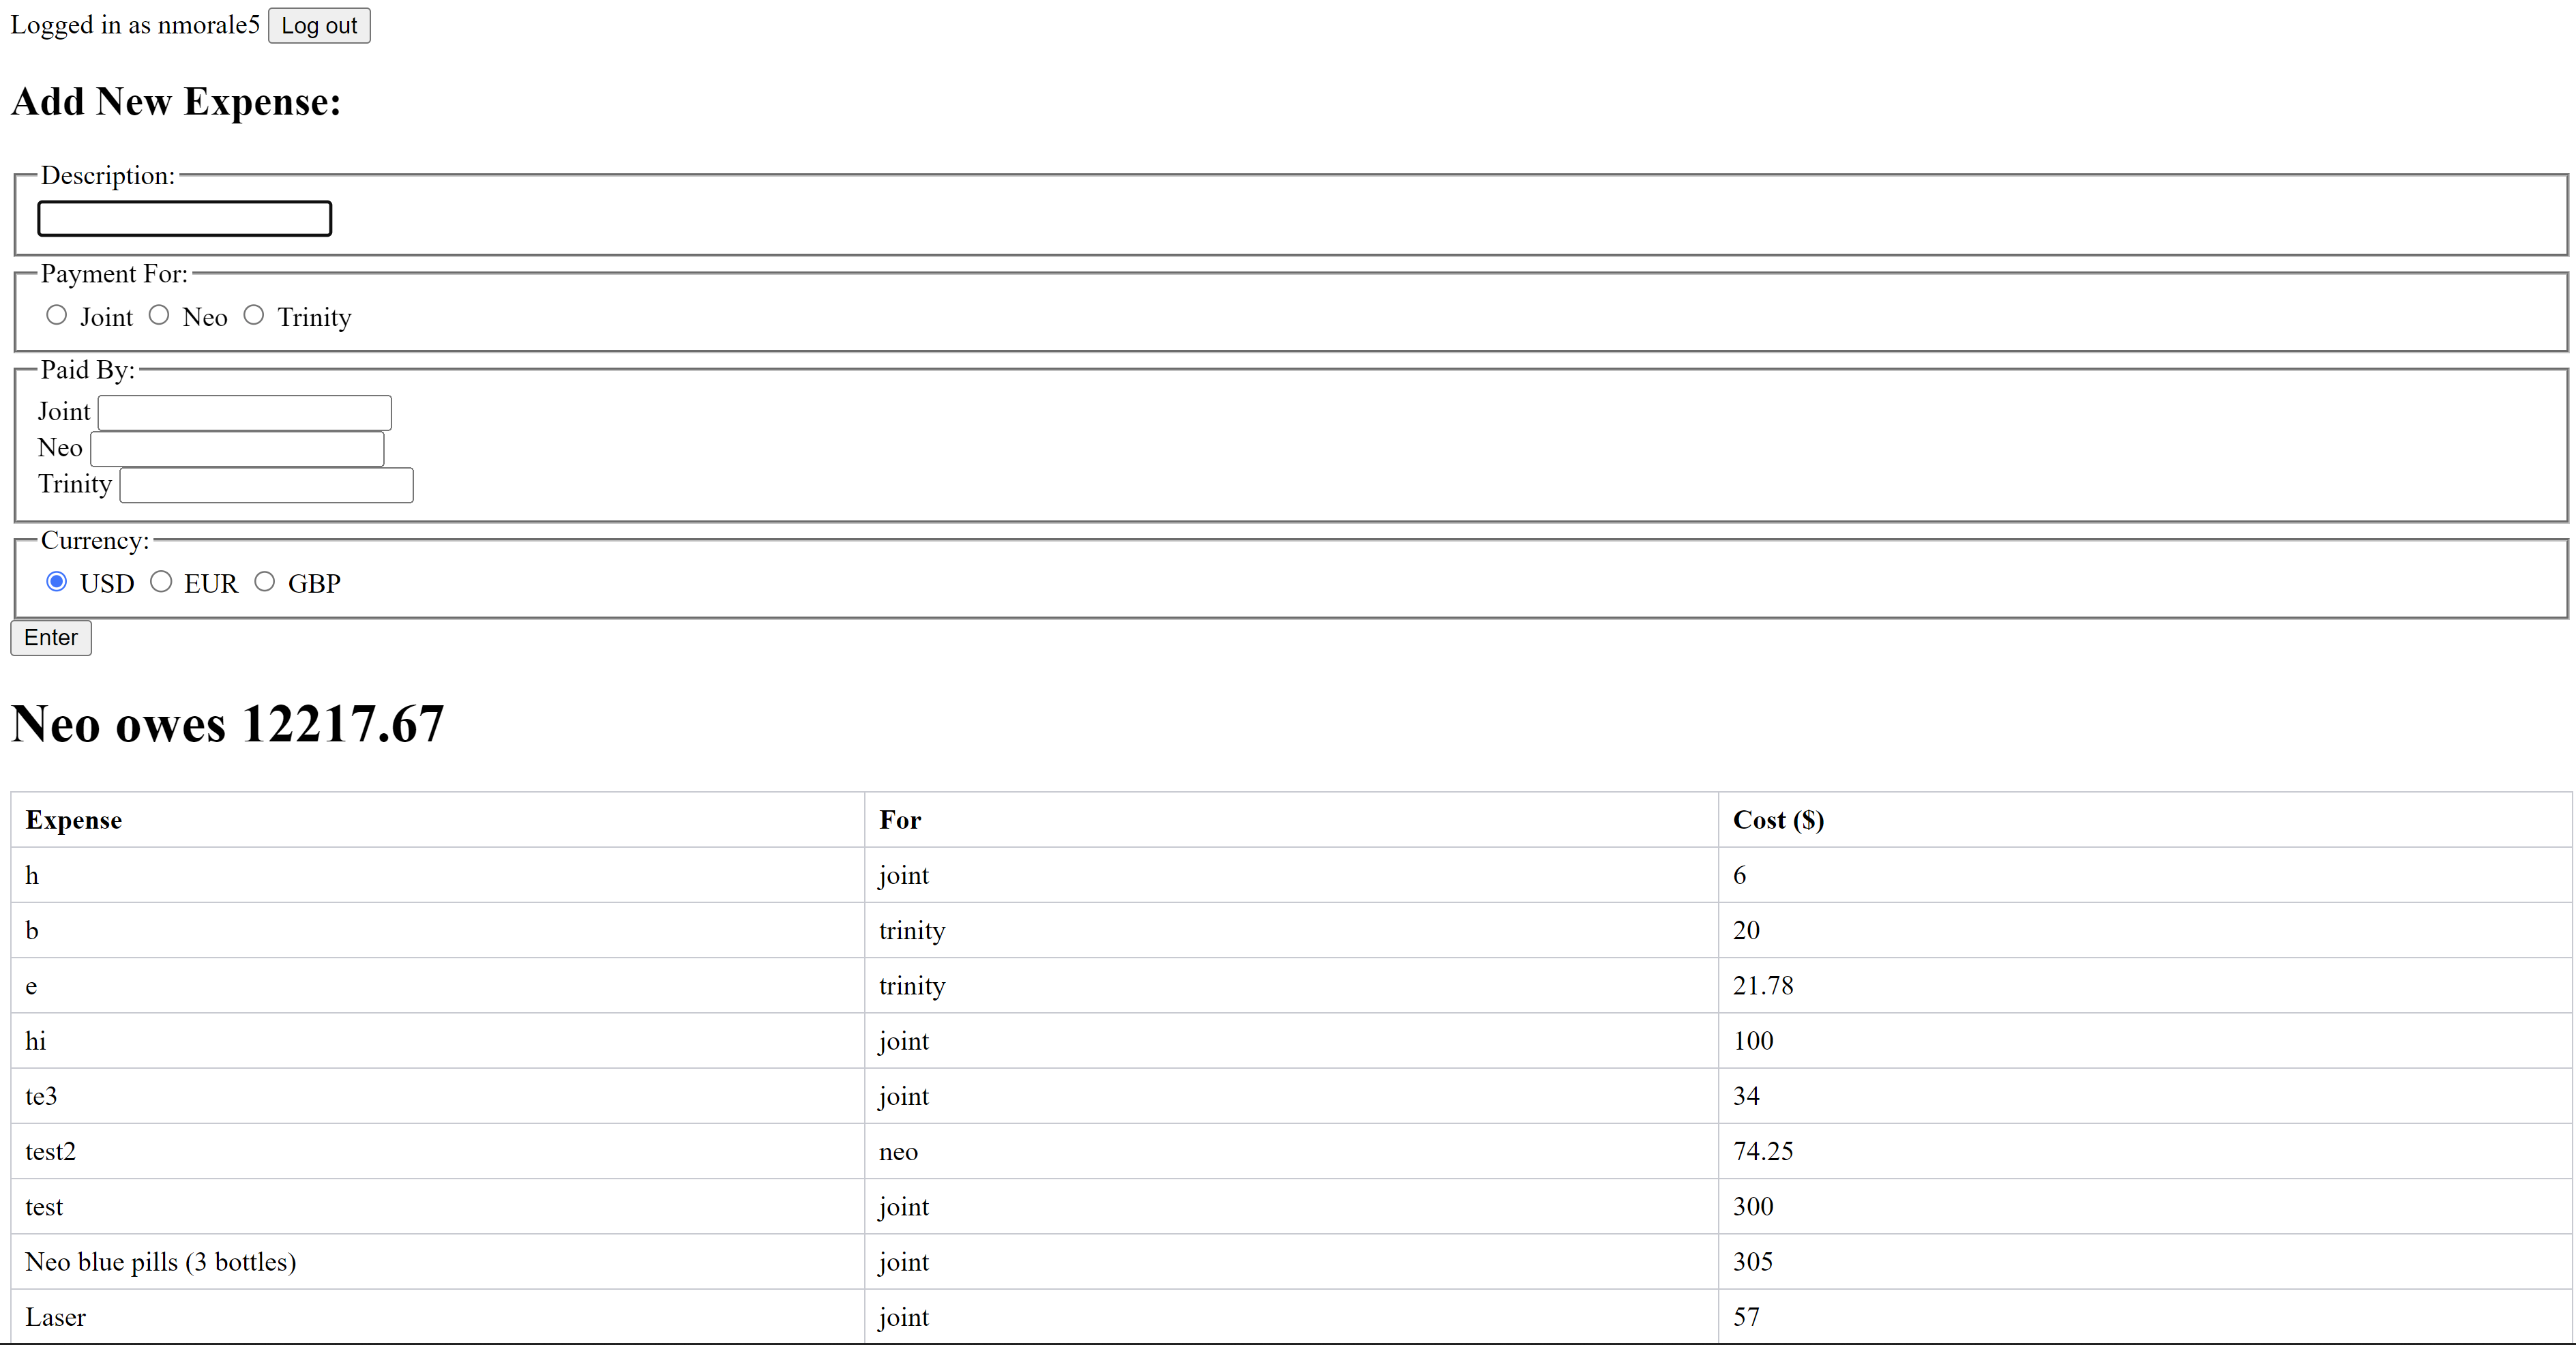 Logged in as nmorale5 Log out
Add New Expense:
Description:
Payment For:
Joint Neo Trinity
Paid By:
Joint
Neo
Trinity
Currency:
USD EUR GBP
Enter
Neo owes 12217.67
Expense For Cost ($)
h joint 6
b trinity 20
e trinity 21.78
hi joint 100
te3 joint 34
test2 neo 74.25
test joint 300
Neo blue pills (3 bottles) joint 305
Laser joint 57